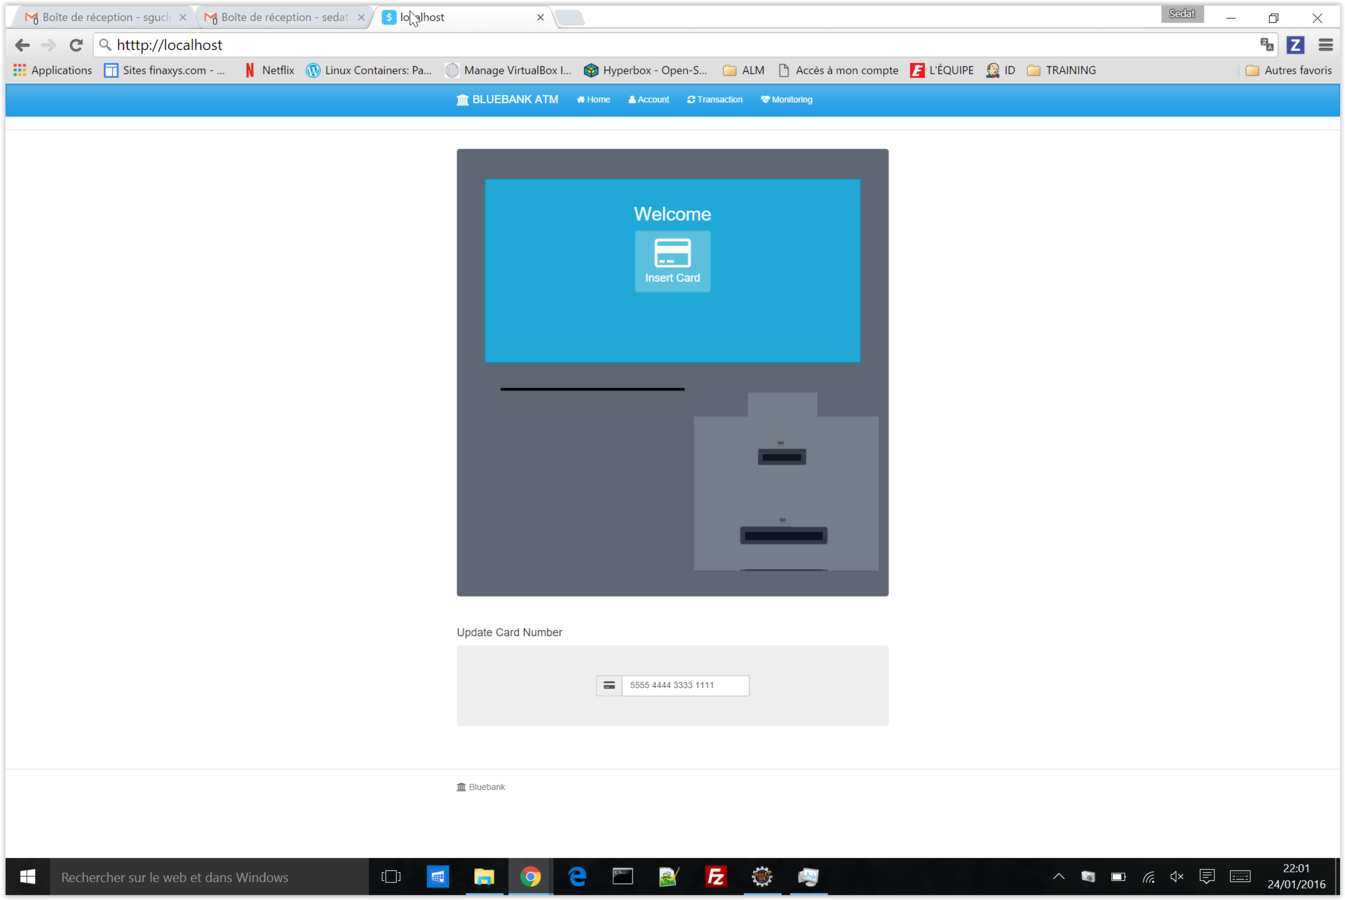 Boîte de réception - sguclu
Boîte de réception - sedat
localhost
Sedat
htttp://localhost
Applications
Sites finaxys.com - ...
Netflix
Linux Containers: Pa...
Manage VirtualBox I...
Hyperbox - Open-S...
ALM
Accès à mon compte
L'ÉQUIPE
ID
TRAINING
Autres favoris
BLUEBANK ATM
Home
Account
Transaction
Monitoring
Welcome
Insert Card
Update Card Number
5555 4444 3333 1111
Bluebank
Rechercher sur le web et dans Windows
22:01
24/01/2016